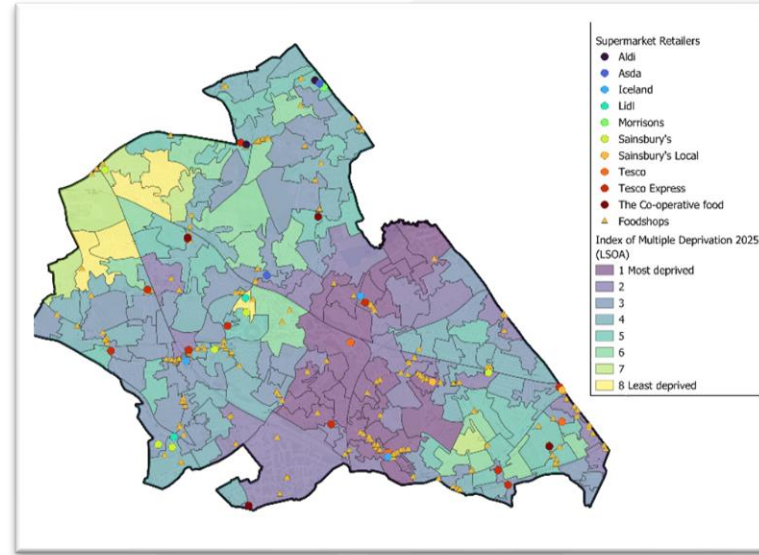 Supermarket Retailers
Aldi
Asda
Iceland
Lidl
Morrisons
Sainsbury's
Sainsbury's Local
Tesco
Tesco Express
The Co-operative food
Foodshops
Index of Multiple Deprivation 2025
(LSOA)
1 Most deprived
2
3
4
5
6
7
8 Least deprived